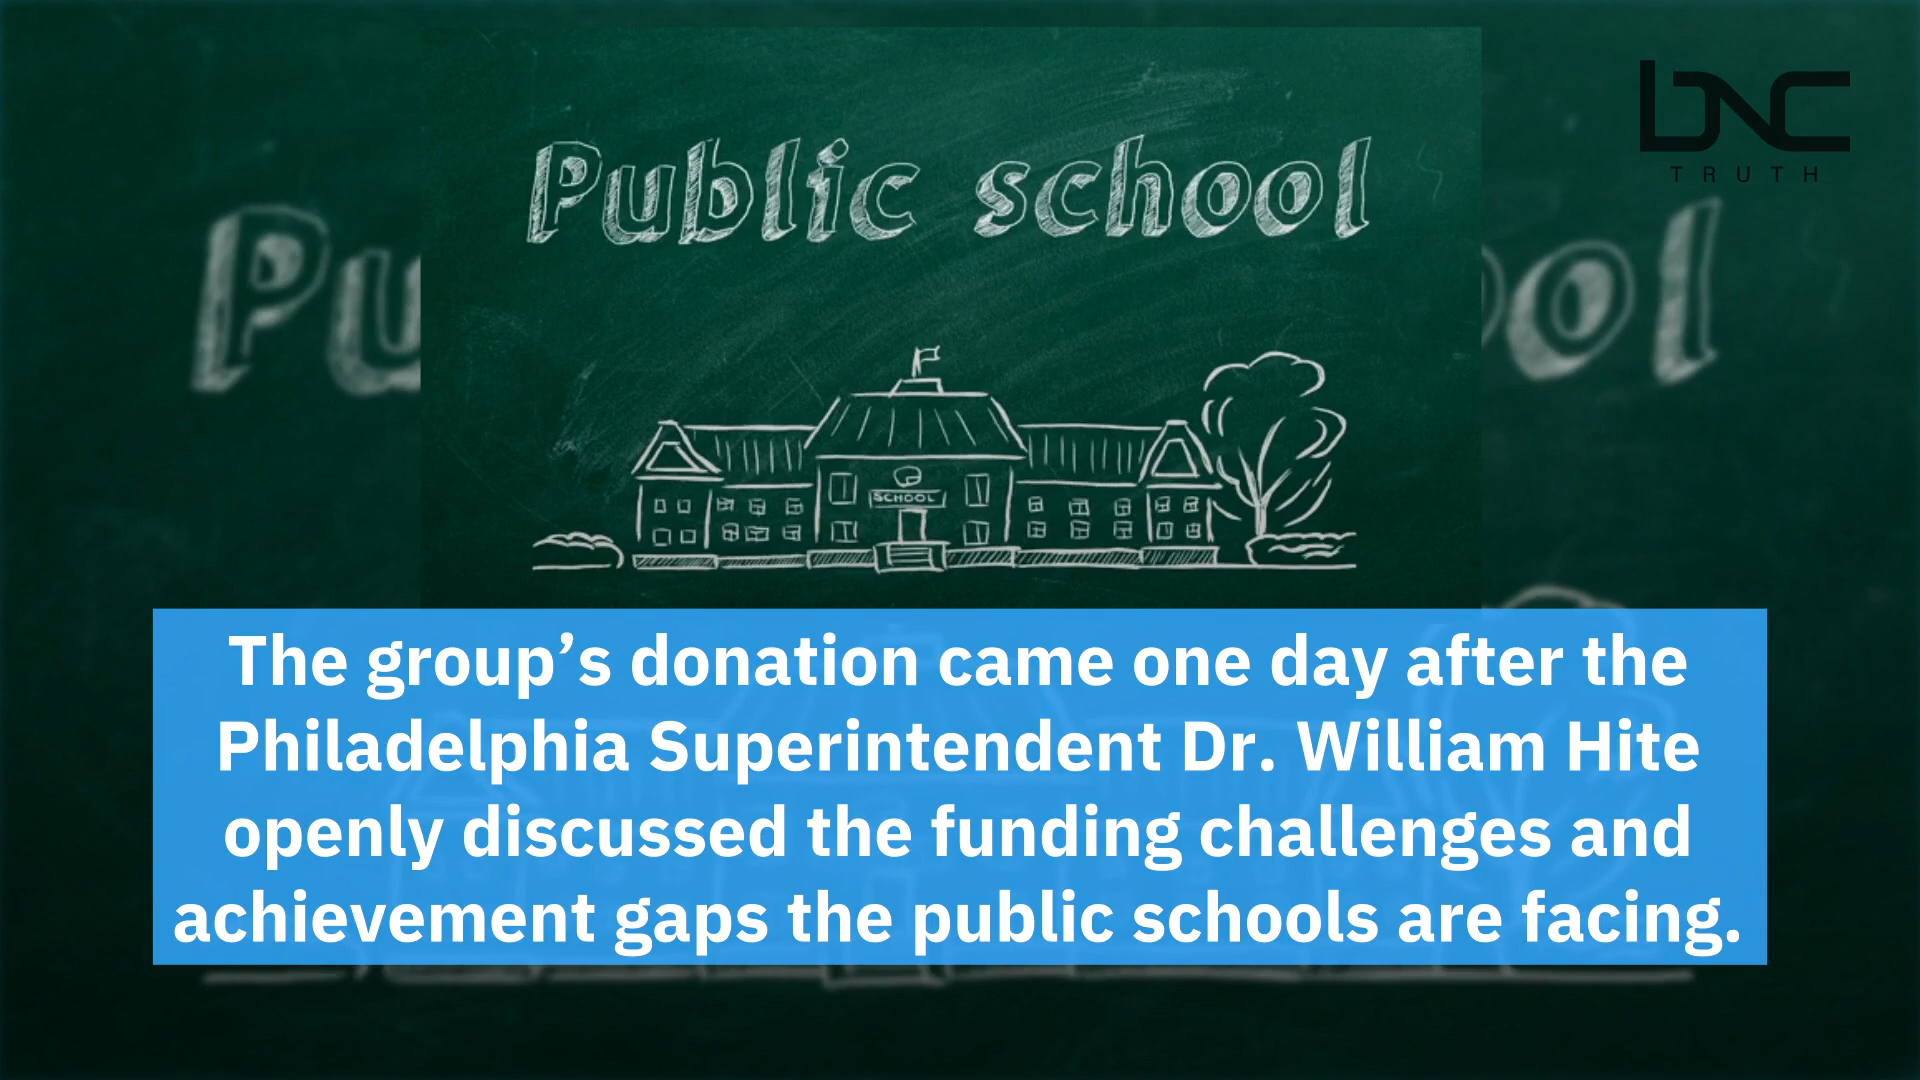 Public school
BNC
TRUTH
SCHOOL
The group’s donation came one day after the
Philadelphia Superintendent Dr. William Hite
openly discussed the funding challenges and
achievement gaps the public schools are facing.